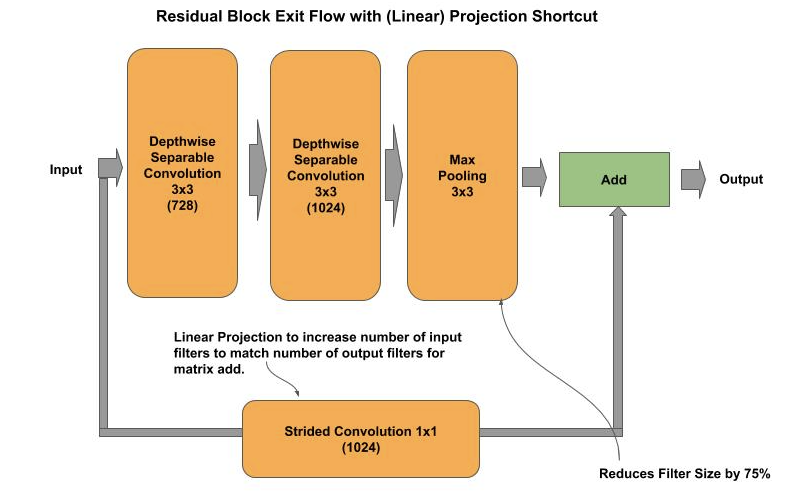 Residual Block Exit Flow with (Linear) Projection Shortcut
Input
Depthwise
Separable
Convolution
3x3
(728)
Depthwise
Separable
Convolution
3x3
(1024)
Max
Pooling
3x3
Add
Output
Linear Projection to increase number of input
filters to match number of output filters for
matrix add.
Strided Convolution 1x1
(1024)
Reduces Filter Size by 75%